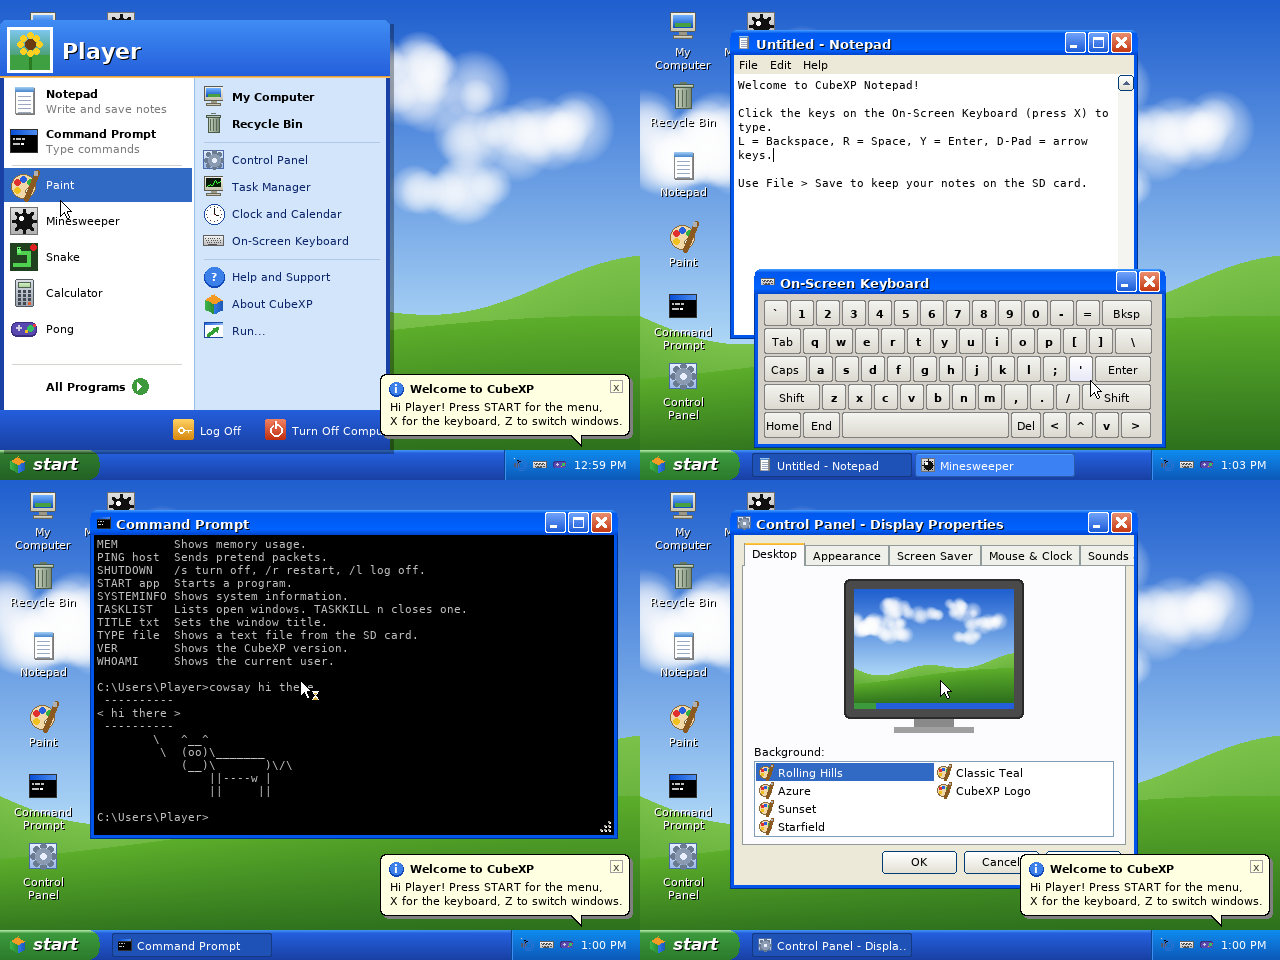 Player
Notepad
Write and save notes
Command Prompt
Type commands
Paint
Minesweeper
Snake
Calculator
Pong
All Programs
My Computer
Recycle Bin
Control Panel
Task Manager
Clock and Calendar
On-Screen Keyboard
Help and Support
About CubeXP
Run...
Log Off
Turn Off Compu
Welcome to CubeXP
x
Hi Player! Press START for the menu,
X for the keyboard, Z to switch windows.
start
12:59 PM
My
Computer
Recycle Bin
Notepad
Paint
Command
Prompt
Control
Panel
Untitled - Notepad
File Edit Help
Welcome to CubeXP Notepad!
Click the keys on the On-Screen Keyboard (press X) to
type.
L = Backspace, R = Space, Y = Enter, D-Pad = arrow
keys.
Use File > Save to keep your notes on the SD card.
On-Screen Keyboard
` 1 2 3 4 5 6 7 8 9 0 - = Bksp
Tab q w e r t y u i o p [ ] \
Caps a s d f g h j k l ; ' Enter
Shift z x c v b n m , . / Shift
Home End Del < ^ v >
start
Untitled - Notepad
Minesweeper
1:03 PM
My
Computer
Recycle Bin
Notepad
Paint
Command
Prompt
Control
Panel
Command Prompt
MEM Shows memory usage.
PING host Sends pretend packets.
SHUTDOWN /s turn off, /r restart, /l log off.
START app Starts a program.
SYSTEMINFO Shows system information.
TASKLIST Lists open windows. TASKKILL n closes one.
TITLE txt Sets the window title.
TYPE file Shows a text file from the SD card.
VER Shows the CubeXP version.
WHOAMI Shows the current user.
C:\Users\Player>cowsay hi there
----------
< hi there >
----------
\ ^__^
\ (oo)\_______
(__)\ )\/\
||----w |
|| ||
C:\Users\Player>
Welcome to CubeXP
x
Hi Player! Press START for the menu,
X for the keyboard, Z to switch windows.
start
Command Prompt
1:00 PM
My
Computer
Recycle Bin
Notepad
Paint
Command
Prompt
Control
Panel
Control Panel - Display Properties
Desktop Appearance Screen Saver Mouse & Clock Sounds
Background:
Rolling Hills
Azure
Sunset
Starfield
Classic Teal
CubeXP Logo
OK
Cancel
Welcome to CubeXP
x
Hi Player! Press START for the menu,
X for the keyboard, Z to switch windows.
start
Control Panel - Displa..
1:00 PM